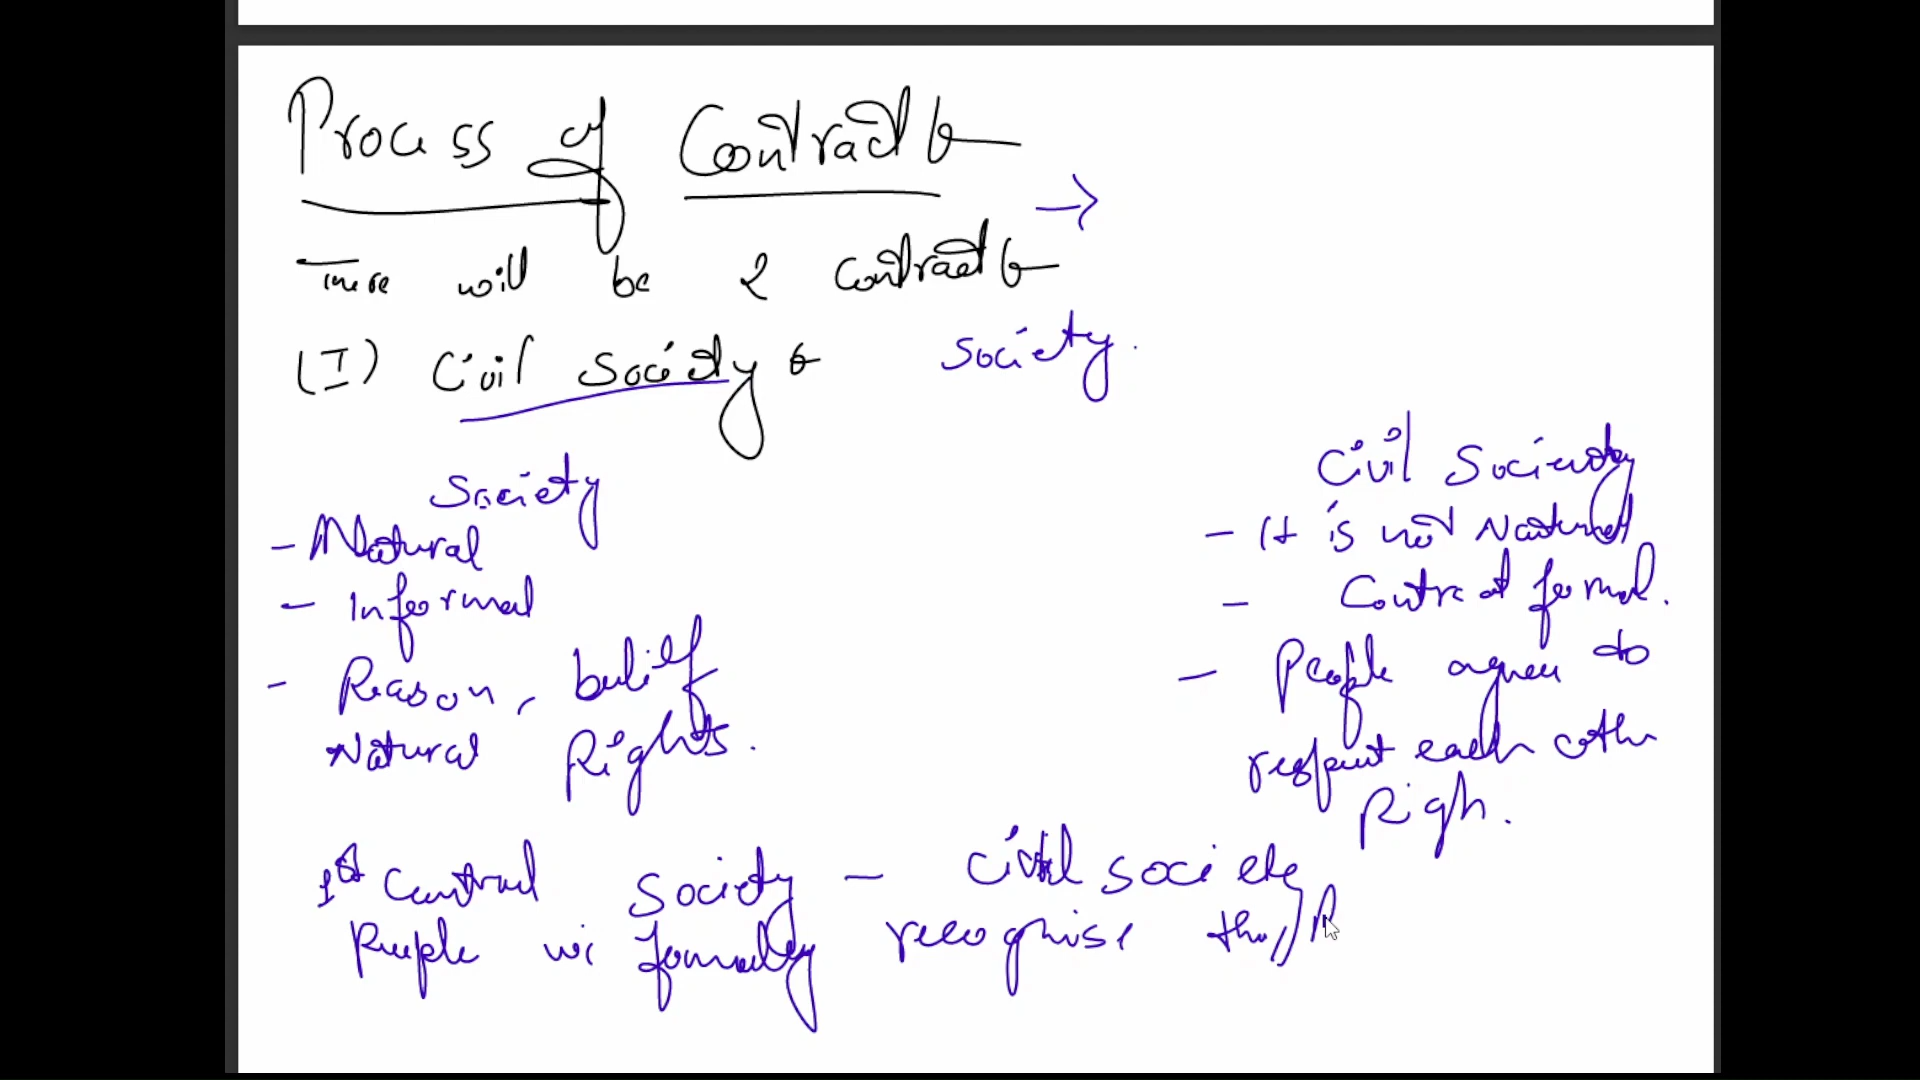 Process of Contract :-
There will be 2 contract :-
(I) Civil Society :-
Society.
Society
- Natural
- Informal
- Reason, belief
Natural Rights.
Civil Society
- It is not Natural
- Contract formal.
- People agree to
respect each other
Righ.
1st Contract Society - Civil Society
People wi formally recognise